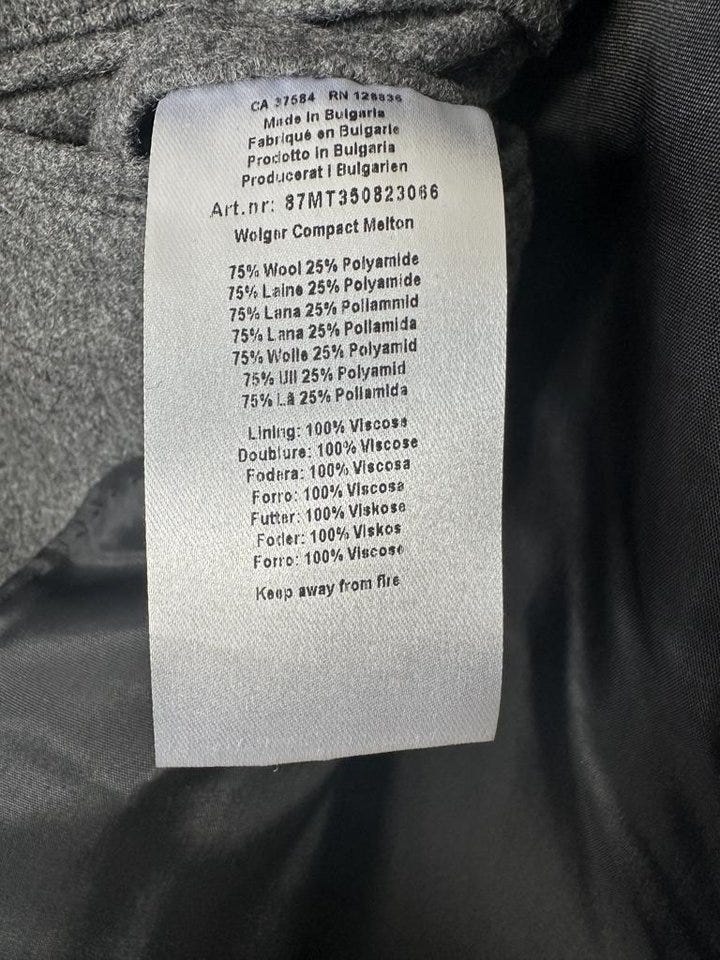 CA 37584 RN 128836
Made in Bulgaria
Fabriqué en Bulgarie
Prodotto in Bulgaria
Producerat i Bulgarien
Art.nr: 87MT350823066
Wolger Compact Melton
75% Wool 25% Polyamide
75% Laine 25% Polyamide
75% Lana 25% Poliammid
75% Lana 25% Poliamida
75% Wolle 25% Polyamid
75% Ull 25% Polyamid
75% Lã 25% Poliamida
Lining: 100% Viscose
Doublure: 100% Viscose
Fodera: 100% Viscosa
Forro: 100% Viscosa
Futter: 100% Viskose
Foder: 100% Viskos
Forro: 100% Viscose
Keep away from fire